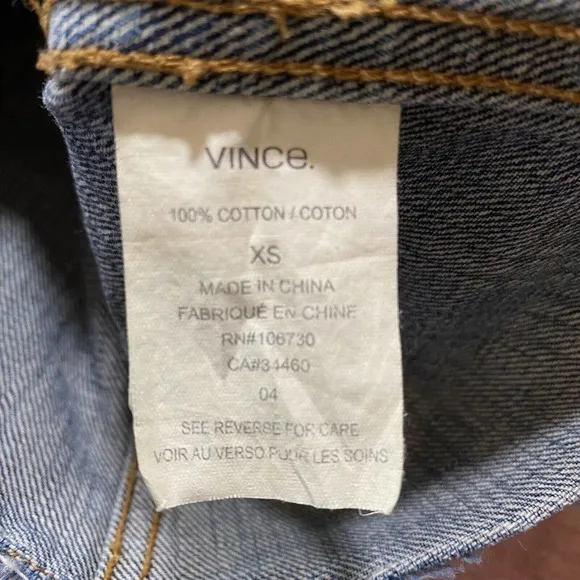 VINCe.
100% COTTON / COTON
XS
MADE IN CHINA
FABRIQUÉ EN CHINE
RN#106730
CA#34460
04
SEE REVERSE FOR CARE
VOIR AU VERSO POUR LES SOINS